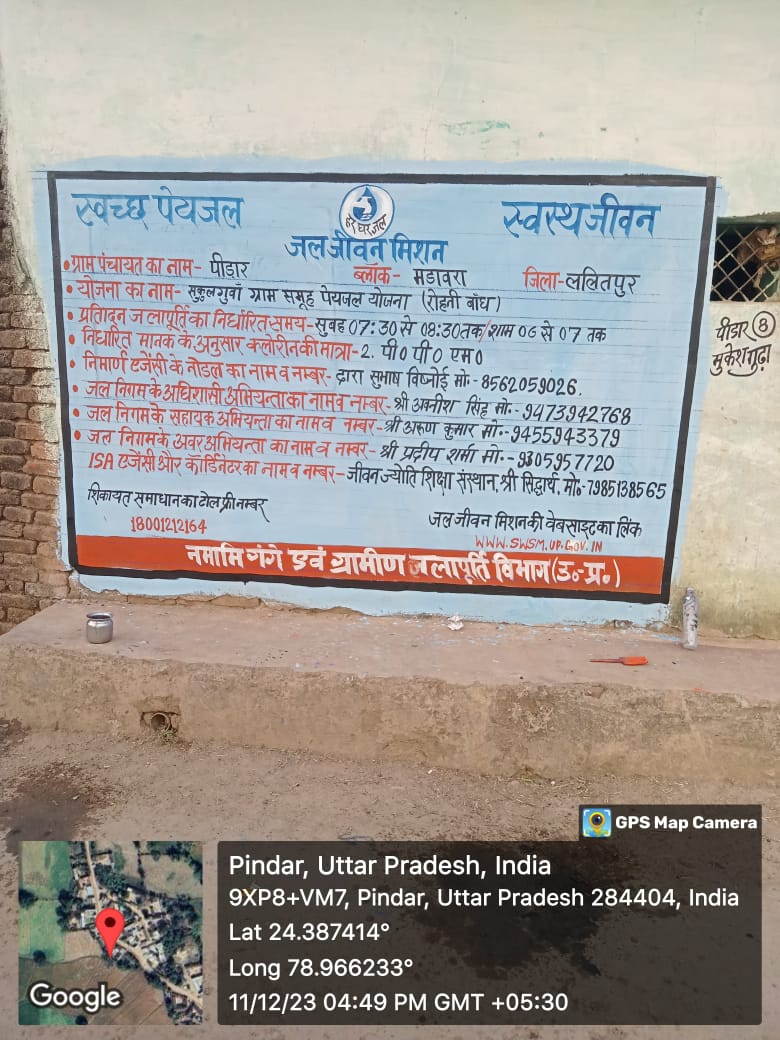 स्वच्छ पेयजल
हर घर जल
स्वस्थ जीवन
जल जीवन मिशन
• ग्राम पंचायत का नाम- पीडार ब्लॉक- मडावरा जिला-ललितपुर
• योजना का नाम- सुकुलगुवाँ ग्राम समूह पेयजल योजना (रोहनी बाँध)
• प्रतिदिन जलापूर्ति का निर्धारित समय- सुबह 07:30 से 08:30 तक/शाम 06 से 07 तक
• निर्धारित मानक के अनुसार क्लोरीन की मात्रा- 2. पी० पी० एम०
• निमार्ण एजेंसी के नोडल का नाम व नम्बर- द्वारा सुभाष विष्नोई मो०- 8562059026.
• जल निगम के अधिशासी अभियन्ता का नाम व नम्बर-श्री अवनीश सिंह मो०- 9473942768
• जल निगम के सहायक अभियन्ता का नाम व नम्बर-श्री अरुण कुमार मो०- 9455943379
• जल निगम के अवर अभियन्ता का नाम व नम्बर- श्री प्रदीप शर्मा मो०- 9305957720
ISA एजेंसी और कॉर्डिनेटर का नाम व नम्बर-जीवन ज्योति शिक्षा संस्थान, श्री सिद्धार्थ, मो०-7985138565
शिकायत समाधान का टोल फ्री नम्बर
18001212164
जल जीवन मिशन की वेबसाइट का लिंक
WWW.SWSM.UP.GOV.IN
नमामि गंगे एवं ग्रामीण जलापूर्ति विभाग (उ०-प्र०)
पीडार 8
मुकेश गूढ़ा
GPS Map Camera
Pindar, Uttar Pradesh, India
9XP8+VM7, Pindar, Uttar Pradesh 284404, India
Lat 24.387414°
Long 78.966233°
11/12/23 04:49 PM GMT +05:30
Google